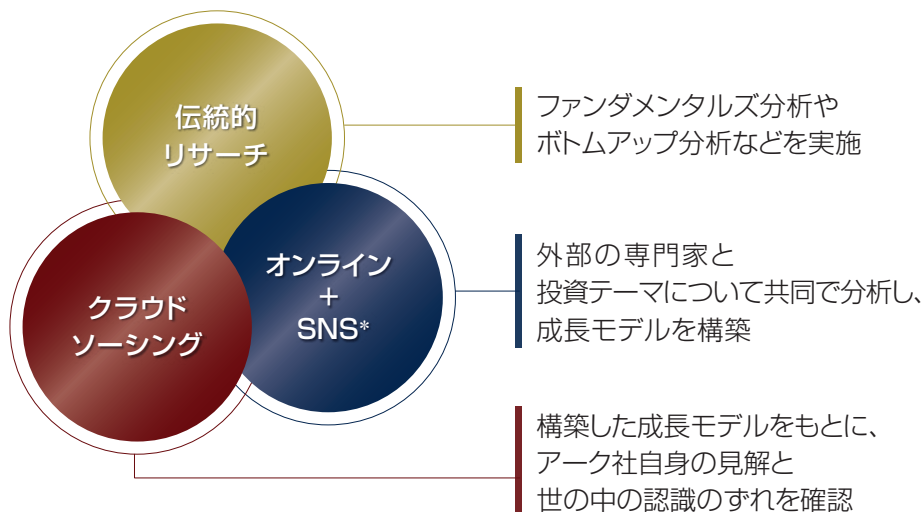 伝統的
リサーチ
ファンダメンタルズ分析や
ボトムアップ分析などを実施
オンライン
+
SNS*
外部の専門家と
投資テーマについて共同で分析し、
成長モデルを構築
クラウド
ソーシング
構築した成長モデルをもとに、
アーク社自身の見解と
世の中の認識のずれを確認